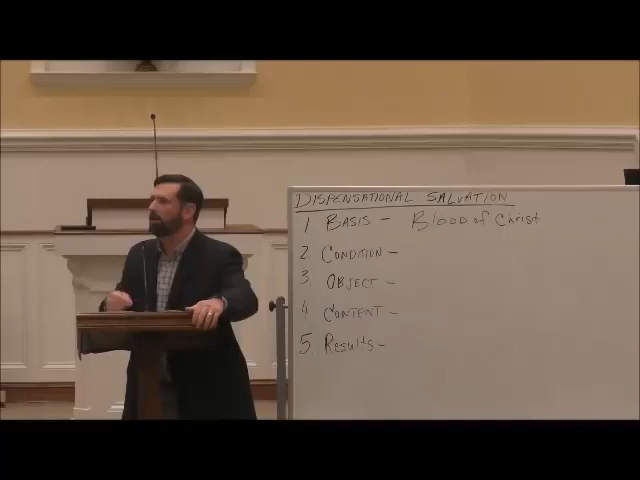 DISPENSATIONAL SALVATION
1 BASIS - Blood of Christ
2. CONDITION -
3. OBJECT -
4 CONTENT -
5 Results -